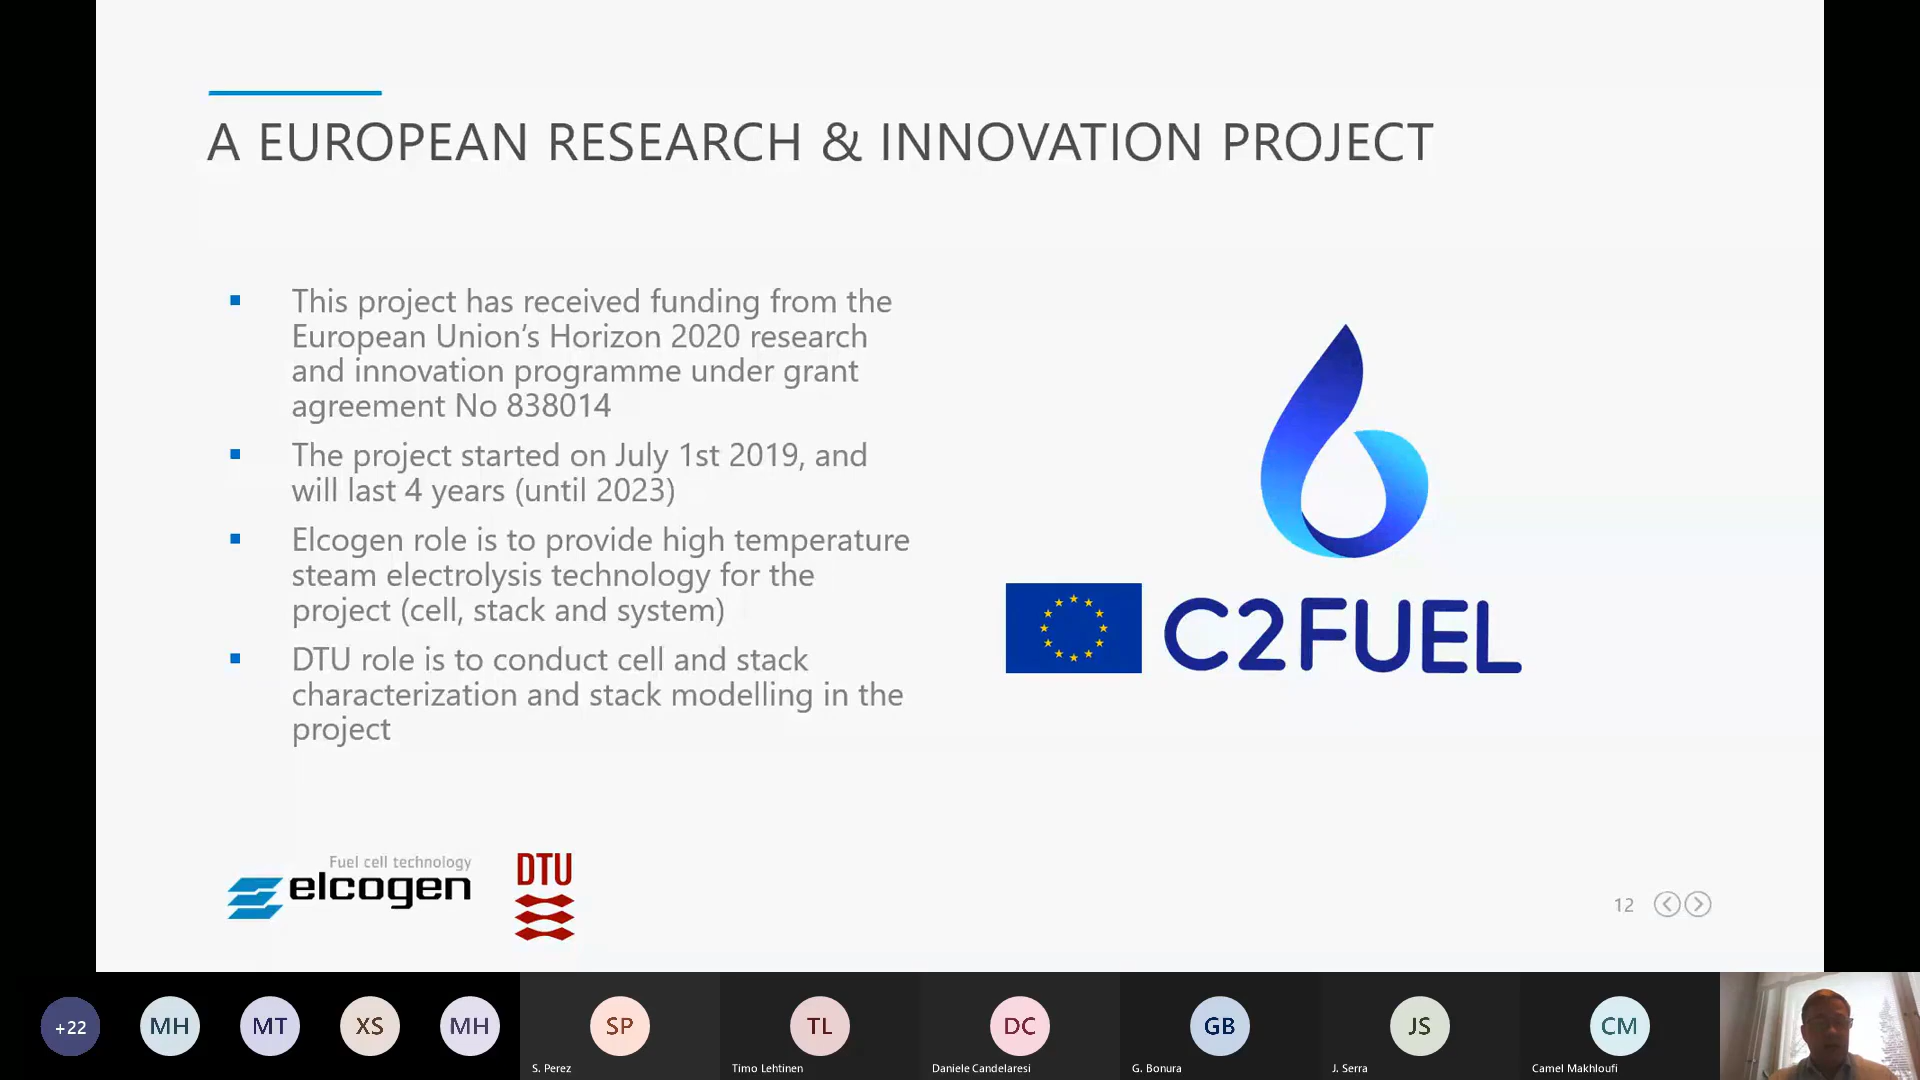 A EUROPEAN RESEARCH & INNOVATION PROJECT
This project has received funding from the
European Union's Horizon 2020 research
and innovation programme under grant
agreement No 838014
The project started on July 1st 2019, and
will last 4 years (until 2023)
Elcogen role is to provide high temperature
steam electrolysis technology for the
project (cell, stack and system)
DTU role is to conduct cell and stack
characterization and stack modelling in the
project
C2FUEL
Fuel cell technology
elcogen
DTU
12
+22
MH
MT
XS
MH
SP
TL
DC
GB
JS
CM
S. Perez
Timo Lehtinen
Daniele Candelaresi
G. Bonura
J. Serra
Camel Makhloufi